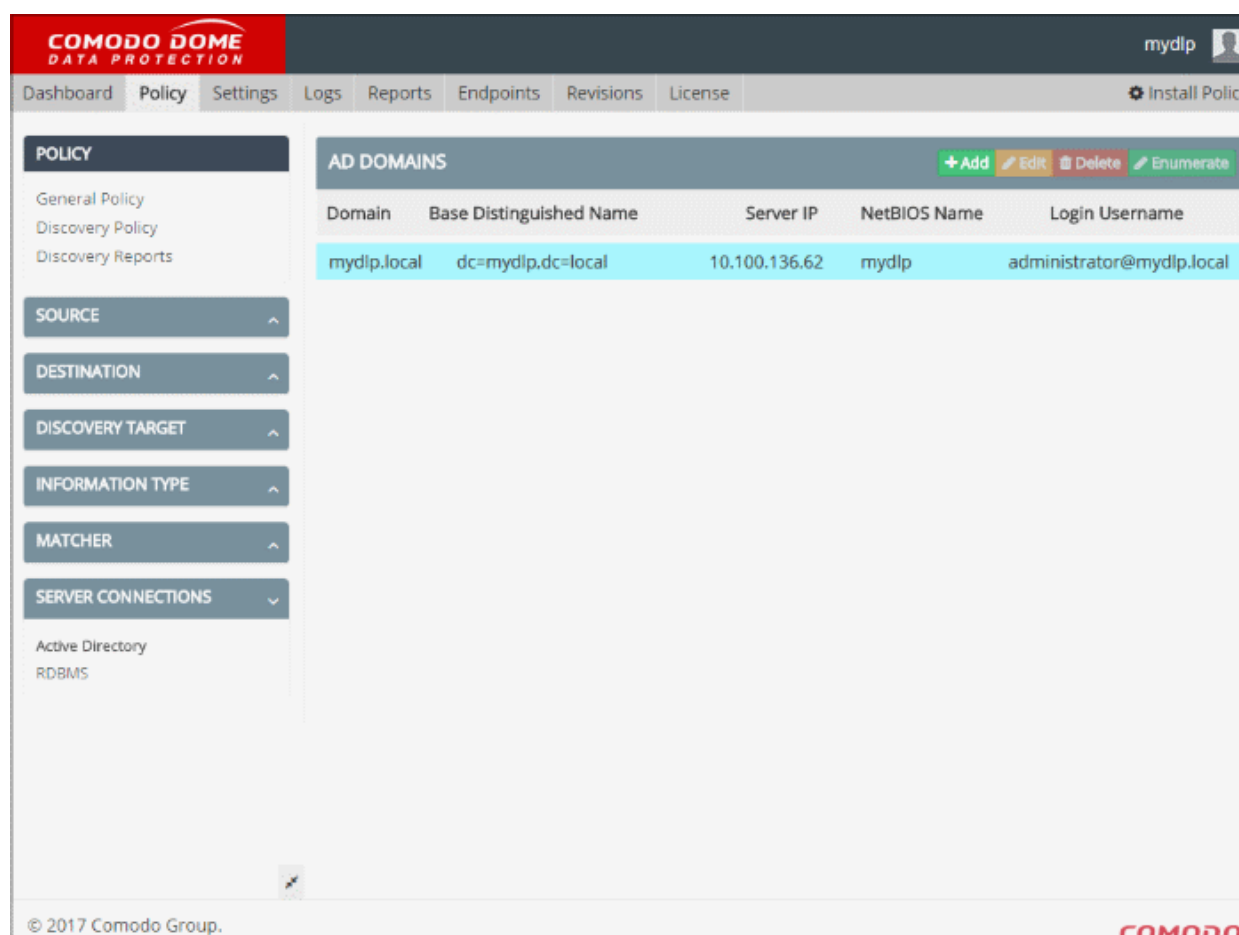 COMODO DOME
DATA PROTECTION
mydlp
Dashboard Policy Settings Logs Reports Endpoints Revisions License Install Polic
POLICY
General Policy
Discovery Policy
Discovery Reports
SOURCE
DESTINATION
DISCOVERY TARGET
INFORMATION TYPE
MATCHER
SERVER CONNECTIONS
Active Directory
RDBMS
AD DOMAINS +Add Edit Delete Enumerate
Domain Base Distinguished Name Server IP NetBIOS Name Login Username
mydlp.local dc=mydlp,dc=local 10.100.136.62 mydlp administrator@mydlp.local
© 2017 Comodo Group.
COMODO